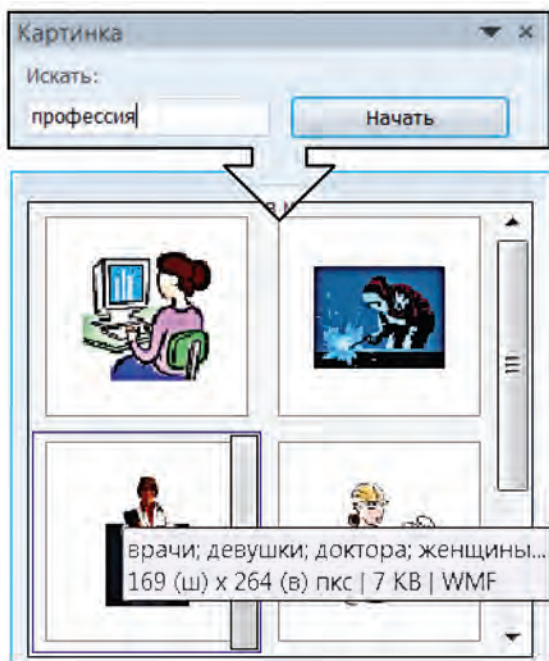 Картинка
Искать:
профессия
Начать
врачи; девушки; доктора; женщины...
169 (ш) x 264 (в) пкс | 7 KB | WMF